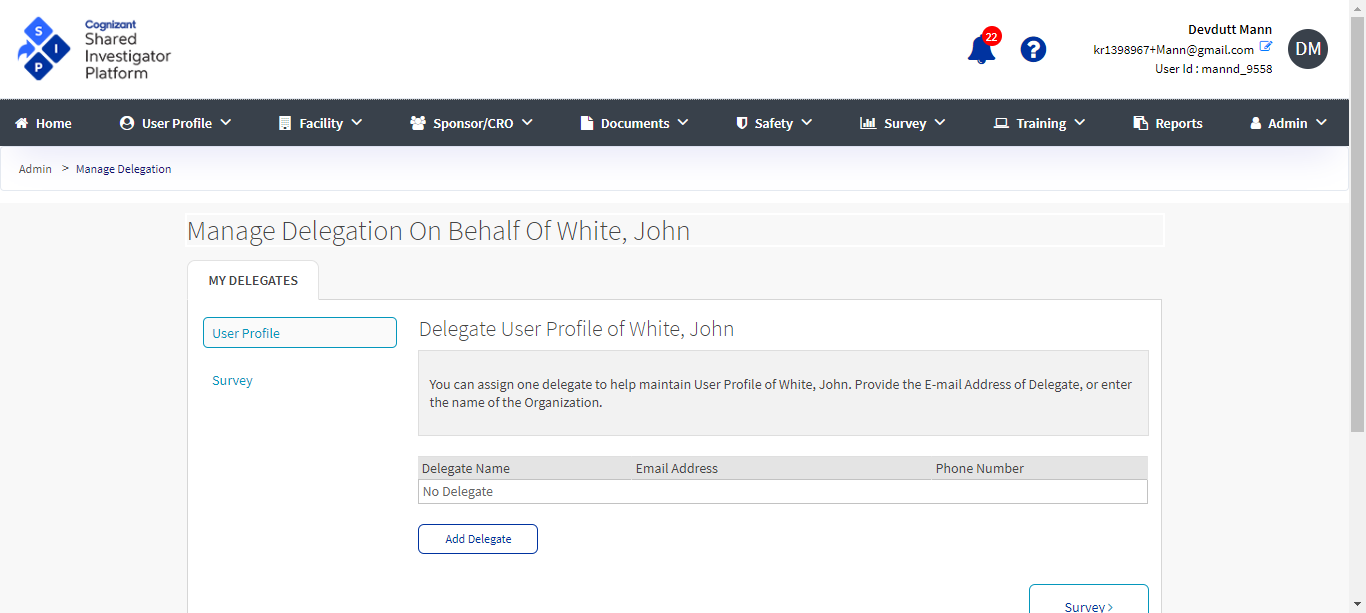 S
I
P
Cognizant
Shared
Investigator
Platform
22
?
Devdutt Mann
kr1398967+Mann@gmail.com
User Id : mannd_9558
DM
Home User Profile Facility Sponsor/CRO Documents Safety Survey Training Reports Admin
Admin > Manage Delegation
Manage Delegation On Behalf Of White, John
MY DELEGATES
User Profile
Survey
Delegate User Profile of White, John
You can assign one delegate to help maintain User Profile of White, John. Provide the E-mail Address of Delegate, or enter
the name of the Organization.
Delegate Name Email Address Phone Number
No Delegate
Add Delegate
Survey >